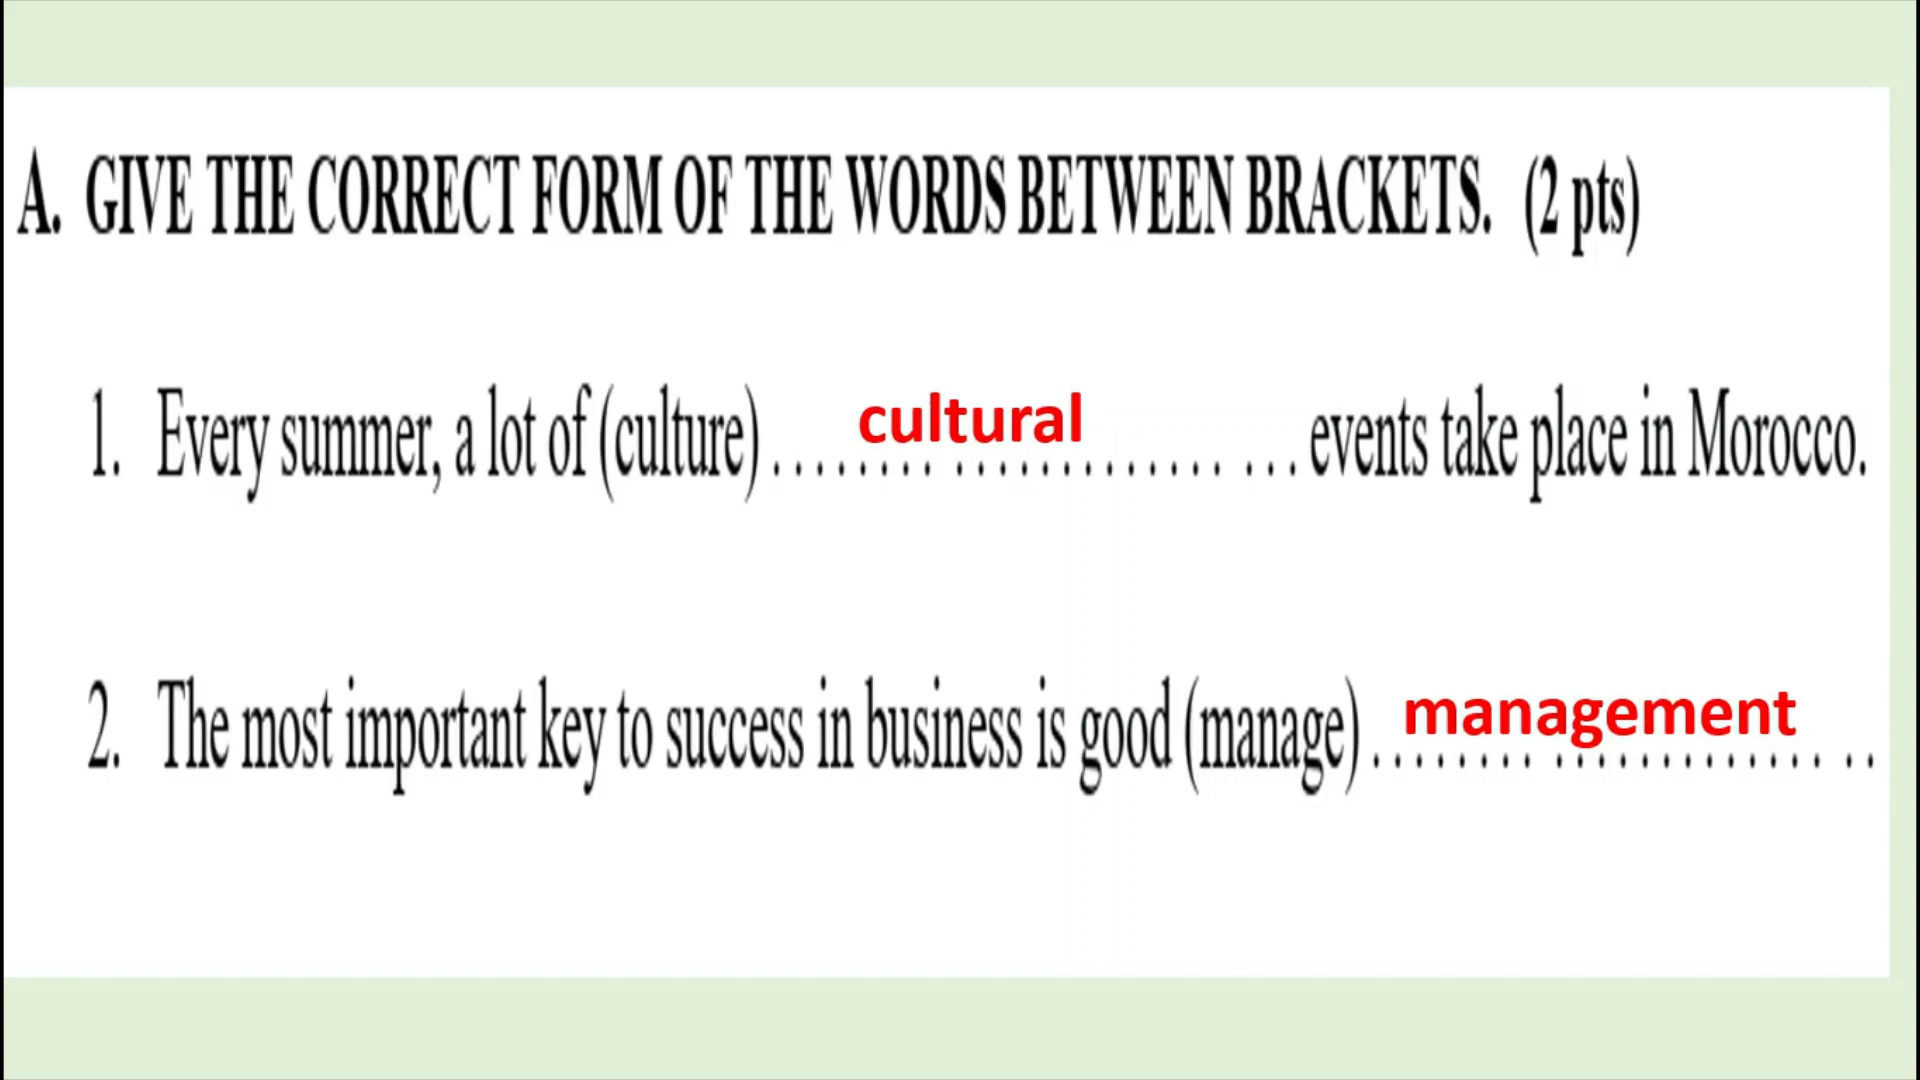 A. GIVE THE CORRECT FORM OF THE WORDS BETWEEN BRACKETS. (2 pts)
1. Every summer, a lot of (culture) ........ ............. ... cultural events take place in Morocco.
2. The most important key to success in business is good (manage) ........ ............. .. management